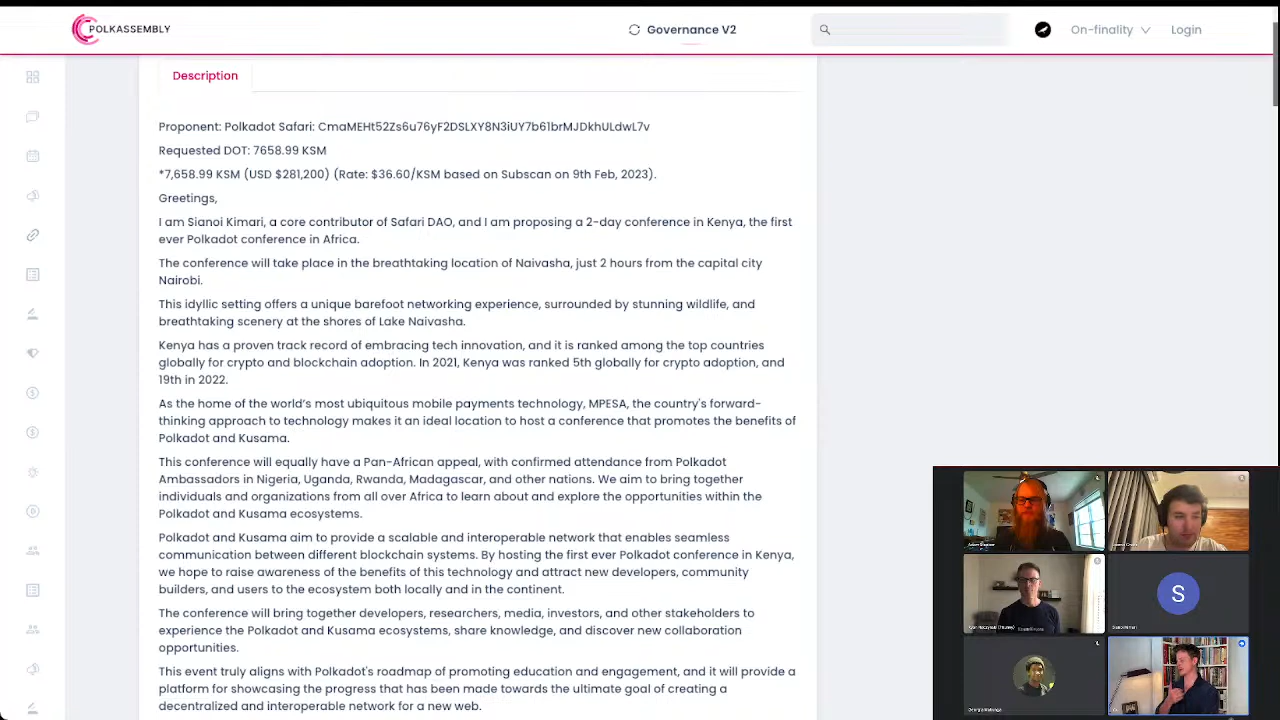 POLKASSEMBLY
Governance V2
On-finality
Login
Description
Proponent: Polkadot Safari: CmaMEHt52Zs6u76yF2DSLXY8N3iUY7b61brMJDkhULdwL7v
Requested DOT: 7658.99 KSM
*7,658.99 KSM (USD $281,200) (Rate: $36.60/KSM based on Subscan on 9th Feb, 2023).
Greetings,
I am Sianoi Kimari, a core contributor of Safari DAO, and I am proposing a 2-day conference in Kenya, the first
ever Polkadot conference in Africa.
The conference will take place in the breathtaking location of Naivasha, just 2 hours from the capital city
Nairobi.
This idyllic setting offers a unique barefoot networking experience, surrounded by stunning wildlife, and
breathtaking scenery at the shores of Lake Naivasha.
Kenya has a proven track record of embracing tech innovation, and it is ranked among the top countries
globally for crypto and blockchain adoption. In 2021, Kenya was ranked 5th globally for crypto adoption, and
19th in 2022.
As the home of the world's most ubiquitous mobile payments technology, MPESA, the country's forward-
thinking approach to technology makes it an ideal location to host a conference that promotes the benefits of
Polkadot and Kusama.
This conference will equally have a Pan-African appeal, with confirmed attendance from Polkadot
Ambassadors in Nigeria, Uganda, Rwanda, Madagascar, and other nations. We aim to bring together
individuals and organizations from all over Africa to learn about and explore the opportunities within the
Polkadot and Kusama ecosystems.
Polkadot and Kusama aim to provide a scalable and interoperable network that enables seamless
communication between different blockchain systems. By hosting the first ever Polkadot conference in Kenya,
we hope to raise awareness of the benefits of this technology and attract new developers, community
builders, and users to the ecosystem both locally and in the continent.
The conference will bring together developers, researchers, media, investors, and other stakeholders to
experience the Polkadot and Kusama ecosystems, share knowledge, and discover new collaboration
opportunities.
This event truly aligns with Polkadot's roadmap of promoting education and engagement, and it will provide a
platform for showcasing the progress that has been made towards the ultimate goal of creating a
decentralized and interoperable network for a new web.
S